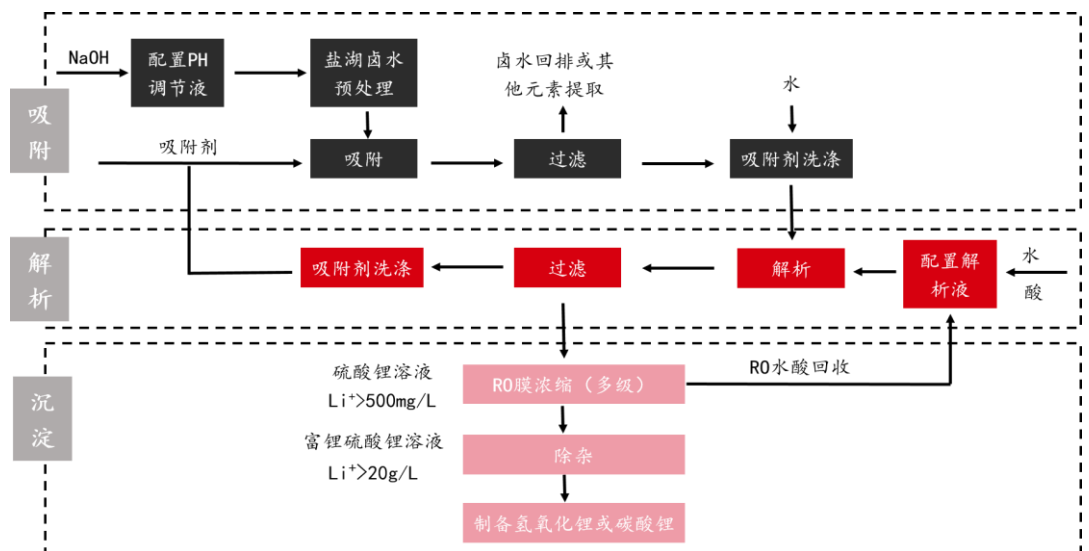 NaOH
配置PH
调节液
盐湖卤水
预处理
卤水回排或其
他元素提取
水
吸
附
吸附剂
吸附
过滤
吸附剂洗涤
解
析
吸附剂洗涤
过滤
解析
配置解
析液
水
酸
沉
淀
硫酸锂溶液
Li⁺>500mg/L
RO膜浓缩（多级）
RO水酸回收
富锂硫酸锂溶液
Li⁺>20g/L
除杂
制备氢氧化锂或碳酸锂